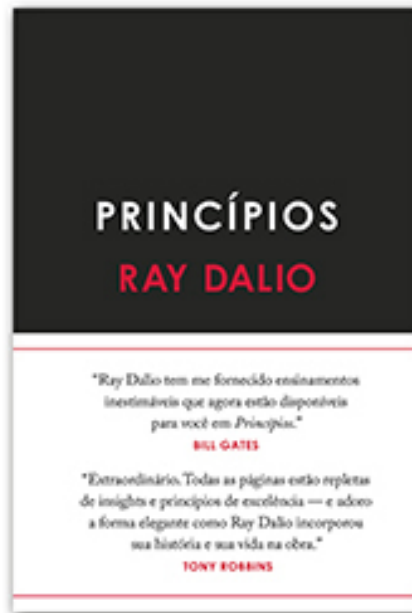 PRINCÍPIOS
RAY DALIO
"Ray Dalio tem me fornecido ensinamentos
inestimáveis que agora estão disponíveis
para você em Princípios."
BILL GATES
"Extraordinário. Todas as páginas estão repletas
de insights e princípios de excelência — e adoro
a forma elegante como Ray Dalio incorporou
sua história e sua vida na obra."
TONY ROBBINS